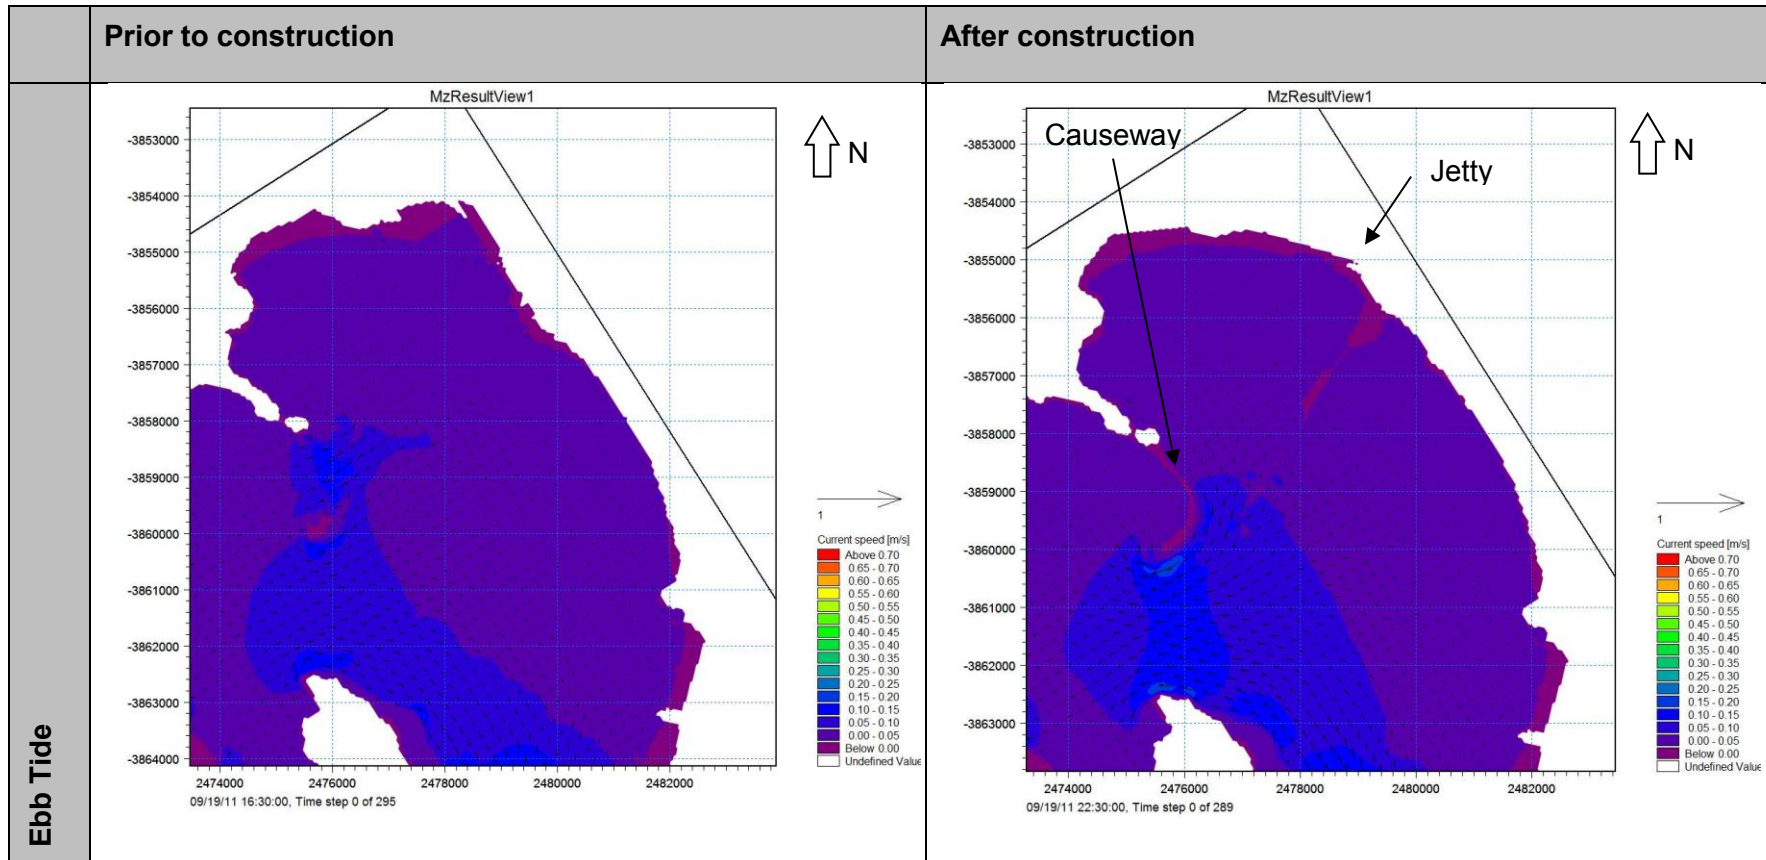 Prior to construction
After construction
Ebb Tide
MzResultView1
N
-3853000
-3854000
-3855000
-3856000
-3857000
-3858000
-3859000
-3860000
-3861000
-3862000
-3863000
-3864000
2474000 2476000 2478000 2480000 2482000
09/19/11 16:30:00, Time step 0 of 295
1
Current speed [m/s]
Above 0.70
0.65 - 0.70
0.60 - 0.65
0.55 - 0.60
0.50 - 0.55
0.45 - 0.50
0.40 - 0.45
0.35 - 0.40
0.30 - 0.35
0.25 - 0.30
0.20 - 0.25
0.15 - 0.20
0.10 - 0.15
0.05 - 0.10
0.00 - 0.05
Below 0.00
Undefined Value
MzResultView1
Causeway
Jetty
N
-3853000
-3854000
-3855000
-3856000
-3857000
-3858000
-3859000
-3860000
-3861000
-3862000
-3863000
2474000 2476000 2478000 2480000 2482000
09/19/11 22:30:00, Time step 0 of 289
1
Current speed [m/s]
Above 0.70
0.65 - 0.70
0.60 - 0.65
0.55 - 0.60
0.50 - 0.55
0.45 - 0.50
0.40 - 0.45
0.35 - 0.40
0.30 - 0.35
0.25 - 0.30
0.20 - 0.25
0.15 - 0.20
0.10 - 0.15
0.05 - 0.10
0.00 - 0.05
Below 0.00
Undefined Value